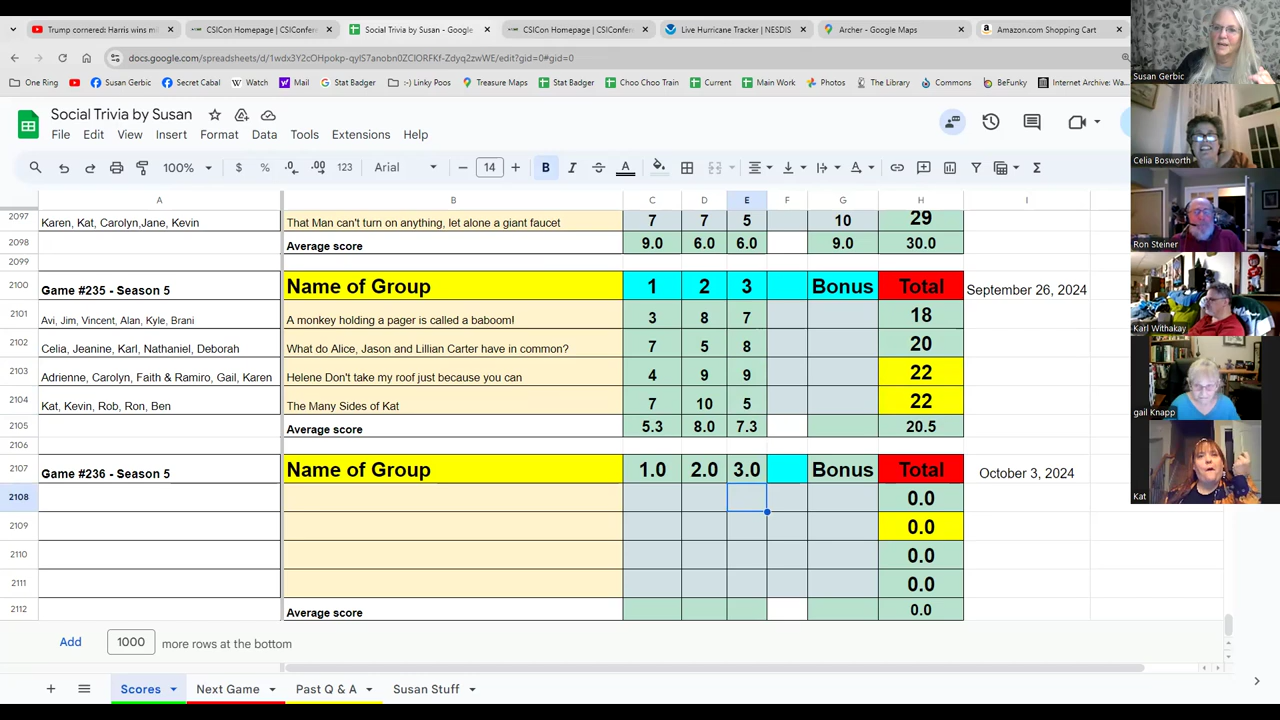 Trump cornered: Harris wins m
CSICon Homepage | CSIConfere
Social Trivia by Susan - Google
CSICon Homepage | CSIConfere
Live Hurricane Tracker | NESDIS
Archer - Google Maps
Amazon.com Shopping Cart
One Ring
Susan Gerbic
Secret Cabal
Watch
Mail
Stat Badger
:-) Linky Poos
Treasure Maps
Stat Badger
Choo Choo Train
Current
Main Work
Photos
The Library
Commons
BeFunky
Internet Archive: Wa
Social Trivia by Susan
File Edit View Insert Format Data Tools Extensions Help
100% $ % .0 .00 123 Arial 14 B I S A
A B C D E F G H I
2097 Karen, Kat, Carolyn,Jane, Kevin That Man can't turn on anything, let alone a giant faucet 7 7 5 10 29
2098 Average score 9.0 6.0 6.0 9.0 30.0
2099
2100 Game #235 - Season 5 Name of Group 1 2 3 Bonus Total September 26, 2024
2101 Avi, Jim, Vincent, Alan, Kyle, Brani A monkey holding a pager is called a baboom! 3 8 7 18
2102 Celia, Jeanine, Karl, Nathaniel, Deborah What do Alice, Jason and Lillian Carter have in common? 7 5 8 20
2103 Adrienne, Carolyn, Faith & Ramiro, Gail, Karen Helene Don't take my roof just because you can 4 9 9 22
2104 Kat, Kevin, Rob, Ron, Ben The Many Sides of Kat 7 10 5 22
2105 Average score 5.3 8.0 7.3 20.5
2106
2107 Game #236 - Season 5 Name of Group 1.0 2.0 3.0 Bonus Total October 3, 2024
2108 0.0
2109 0.0
2110 0.0
2111 0.0
2112 Average score 0.0
Add 1000 more rows at the bottom
Scores Next Game Past Q & A Susan Stuff
Susan Gerbic
Celia Bosworth
Ron Steiner
Karl Withakay
gail Knapp
Kat